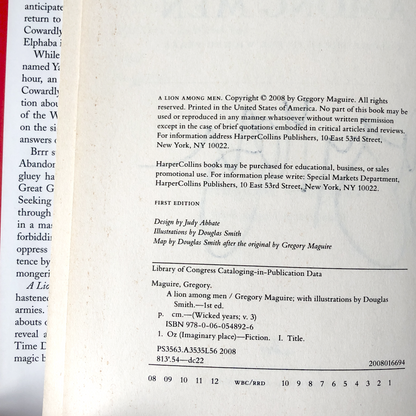 anticipate
return to
Cowardly
Elphaba i
While
named Ya
hour, an
Cowardly
tion abou
of the W
on the si
answers
Brrr s
Abandon
gluey ha
Great G
Seeking
through
in a mas
forbiddi
oppress
tence by
mongeri
A Lio
hastened
armies.
abouts o
reveal a
Time D
magic b
A LION AMONG MEN. Copyright © 2008 by Gregory Maguire. All rights
reserved. Printed in the United States of America. No part of this book may be
used or reproduced in any manner whatsoever without written permission
except in the case of brief quotations embodied in critical articles and reviews.
For information address HarperCollins Publishers, 10 East 53rd Street,
New York, NY 10022.
HarperCollins books may be purchased for educational, business, or sales
promotional use. For information please write: Special Markets Department,
HarperCollins Publishers, 10 East 53rd Street, New York, NY 10022.
FIRST EDITION
Design by Judy Abbate
Illustrations by Douglas Smith
Map by Douglas Smith after the original by Gregory Maguire
Library of Congress Cataloging-in-Publication Data
Maguire, Gregory.
A lion among men / Gregory Maguire; with illustrations by Douglas
Smith.—1st ed.
p. cm.—(Wicked years; v. 3)
ISBN 978-0-06-054892-6
1. Oz (Imaginary place)—Fiction. I. Title.
PS3563.A3535L56 2008
813'.54—dc22 2008016694
08 09 10 11 12 WBC/RRD 10 9 8 7 6 5 4 3 2 1